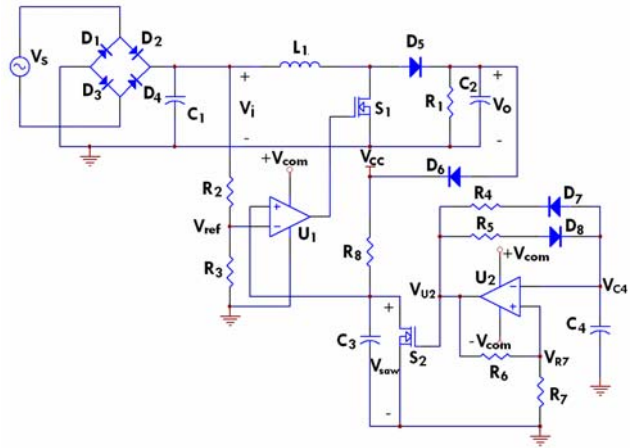 D1 D2
Vs
D3 D4
C1
+
Vi
-
L1
D5
S1
R1
C2
+
Vo
-
Vcc
D6
R2
+Vcom
Vref
+
-
U1
R3
R8
R4
D7
R5
D8
+Vcom
U2
VU2
-
+
VC4
C4
-Vcom
R6
VR7
R7
C3
+
Vsaw
-
S2